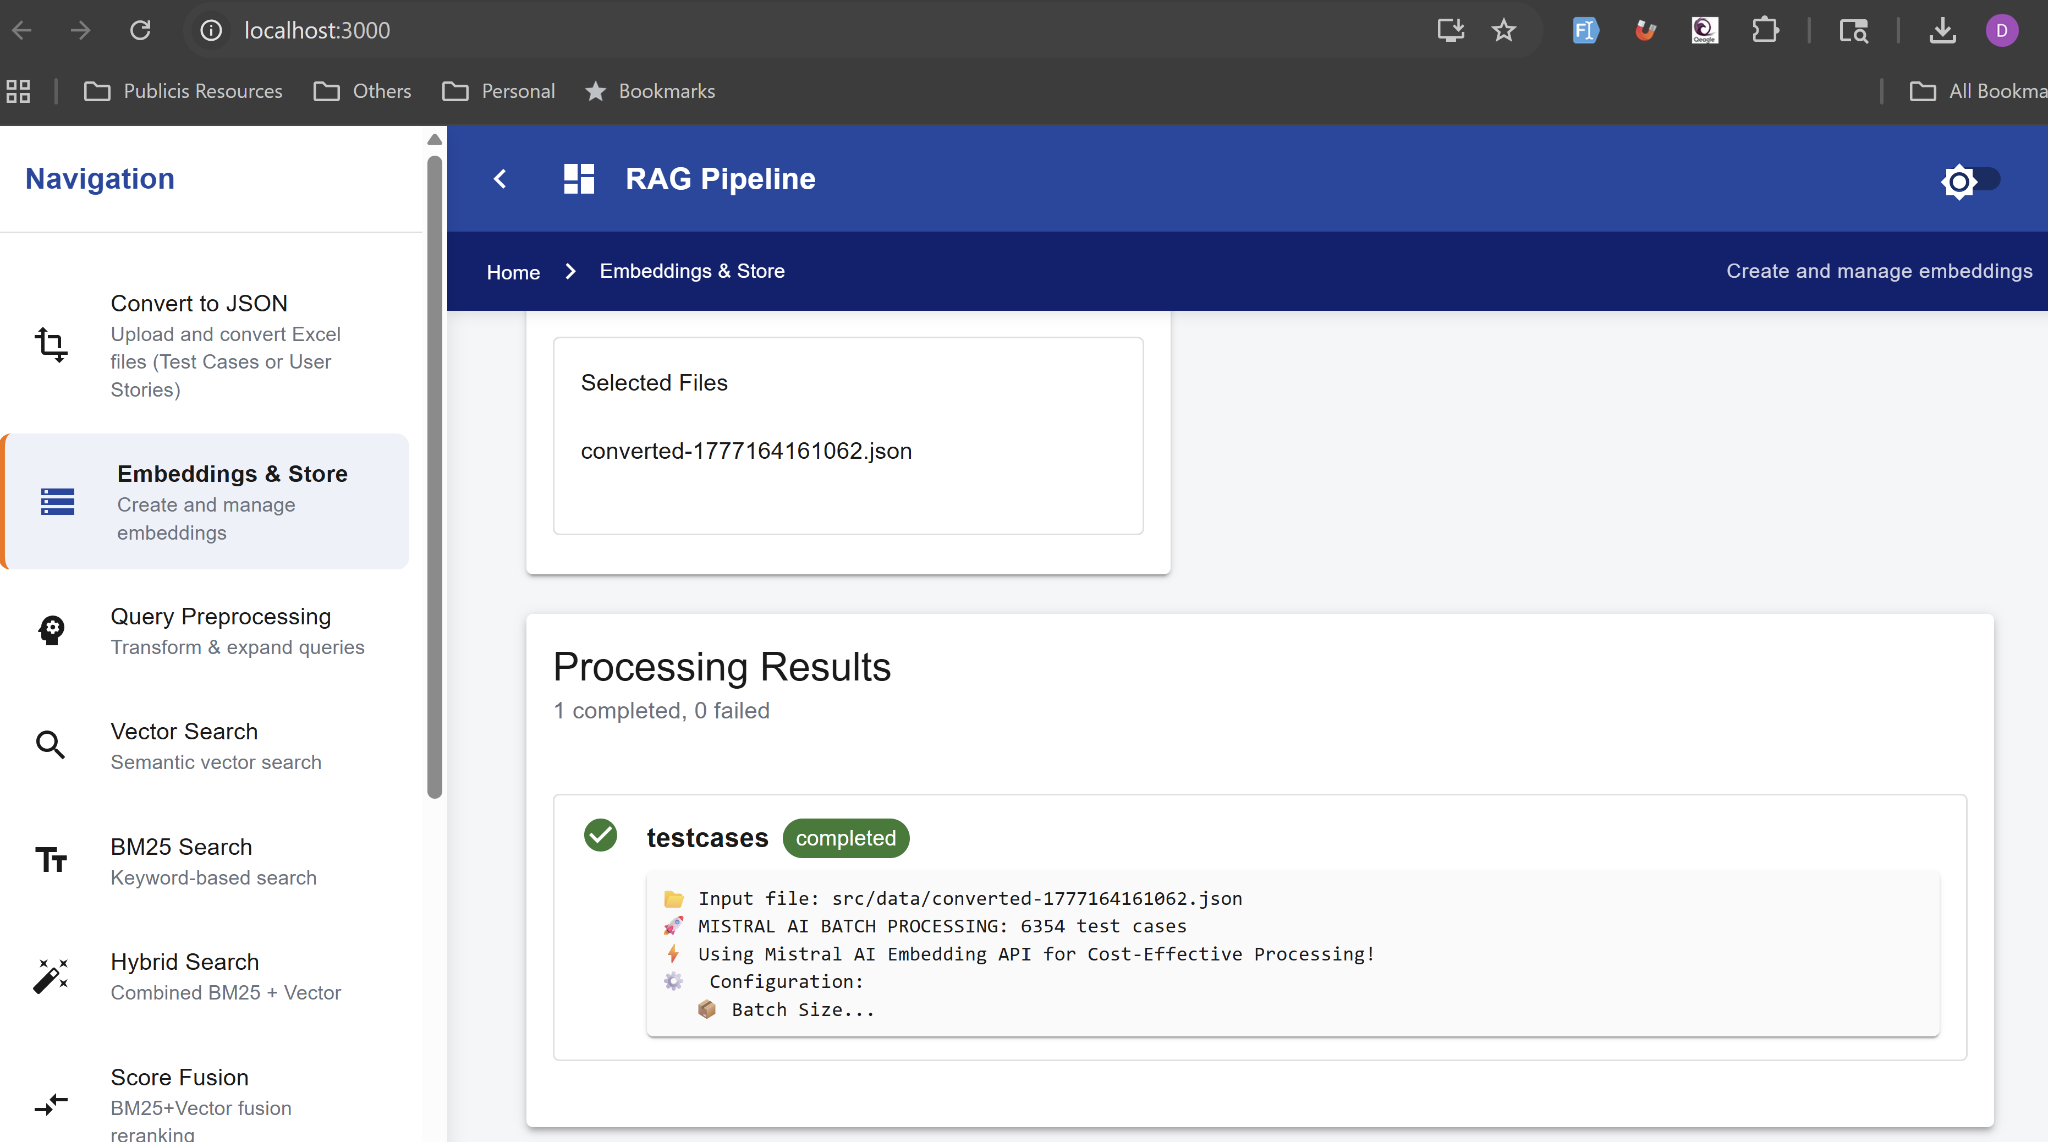 localhost:3000
Publicis Resources
Others
Personal
Bookmarks
All Bookma
Navigation
Convert to JSON
Upload and convert Excel
files (Test Cases or User
Stories)
Embeddings & Store
Create and manage
embeddings
Query Preprocessing
Transform & expand queries
Vector Search
Semantic vector search
BM25 Search
Keyword-based search
Hybrid Search
Combined BM25 + Vector
Score Fusion
BM25+Vector fusion
reranking
RAG Pipeline
Home
Embeddings & Store
Create and manage embeddings
Selected Files
converted-1777164161062.json
Processing Results
1 completed, 0 failed
testcases
completed
Input file: src/data/converted-1777164161062.json
MISTRAL AI BATCH PROCESSING: 6354 test cases
Using Mistral AI Embedding API for Cost-Effective Processing!
Configuration:
Batch Size...
D